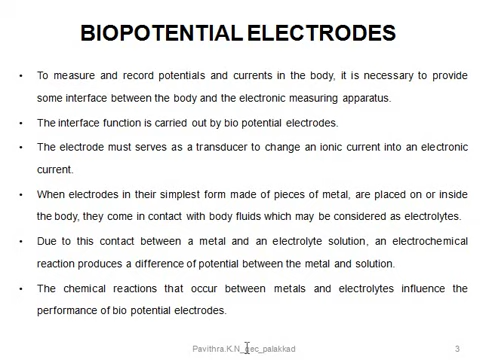 BIOPOTENTIAL ELECTRODES
• To measure and record potentials and currents in the body, it is necessary to provide
some interface between the body and the electronic measuring apparatus.
• The interface function is carried out by bio potential electrodes.
• The electrode must serves as a transducer to change an ionic current into an electronic
current.
• When electrodes in their simplest form made of pieces of metal, are placed on or inside
the body, they come in contact with body fluids which may be considered as electrolytes.
• Due to this contact between a metal and an electrolyte solution, an electrochemical
reaction produces a difference of potential between the metal and solution.
• The chemical reactions that occur between metals and electrolytes influence the
performance of bio potential electrodes.
Pavithra.K.N_gec_palakkad 3